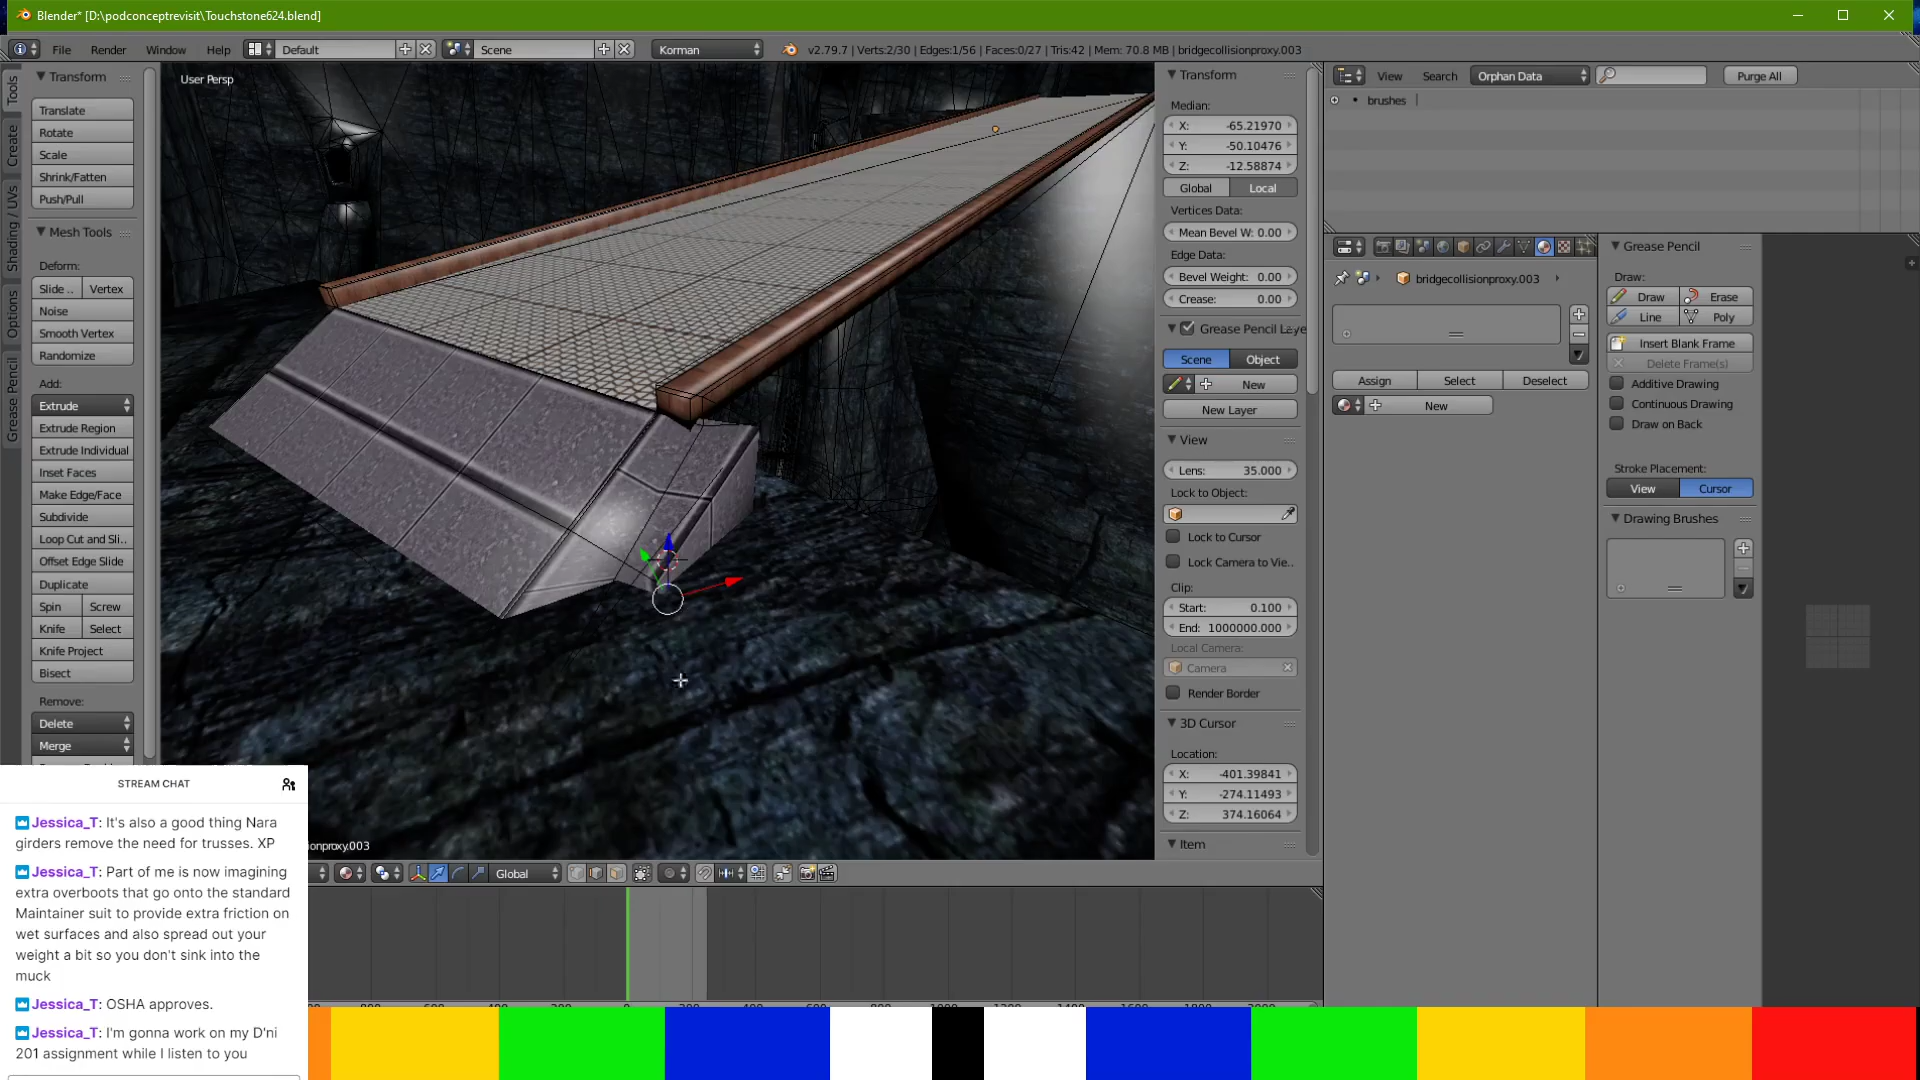 Blender* [D:\podconceptrevisit\Touchstone624.blend]
File Render Window Help Default Scene Korman v2.79.7 | Verts:2/30 | Edges:1/56 | Faces:0/27 | Tris:42 | Mem: 70.8 MB | bridgecollisionproxy.003
Tools
Create
Shading / UVs
Options
Grease Pencil
Transform
Translate
Rotate
Scale
Shrink/Fatten
Push/Pull
Mesh Tools
Deform:
Slide .. Vertex
Noise
Smooth Vertex
Randomize
Add:
Extrude
Extrude Region
Extrude Individual
Inset Faces
Make Edge/Face
Subdivide
Loop Cut and Sli..
Offset Edge Slide
Duplicate
Spin Screw
Knife Select
Knife Project
Bisect
Remove:
Delete
Merge
User Persp
ionproxy.003
Global
Transform
Median:
X: -65.21970
Y: -50.10476
Z: -12.58874
Global Local
Vertices Data:
Mean Bevel W: 0.00
Edge Data:
Bevel Weight: 0.00
Crease: 0.00
Grease Pencil Laye
Scene Object
New
New Layer
View
Lens: 35.000
Lock to Object:
Lock to Cursor
Lock Camera to Vie..
Clip:
Start: 0.100
End: 1000000.000
Local Camera:
Camera
Render Border
3D Cursor
Location:
X: -401.39841
Y: -274.11493
Z: 374.16064
Item
View Search Orphan Data Purge All
brushes
bridgecollisionproxy.003
Assign Select Deselect
New
Grease Pencil
Draw:
Draw Erase
Line Poly
Insert Blank Frame
Delete Frame(s)
Additive Drawing
Continuous Drawing
Draw on Back
Stroke Placement:
View Cursor
Drawing Brushes
STREAM CHAT
Jessica_T: It's also a good thing Nara
girders remove the need for trusses. XP
Jessica_T: Part of me is now imagining
extra overboots that go onto the standard
Maintainer suit to provide extra friction on
wet surfaces and also spread out your
weight a bit so you don't sink into the
muck
Jessica_T: OSHA approves.
Jessica_T: I'm gonna work on my D'ni
201 assignment while I listen to you